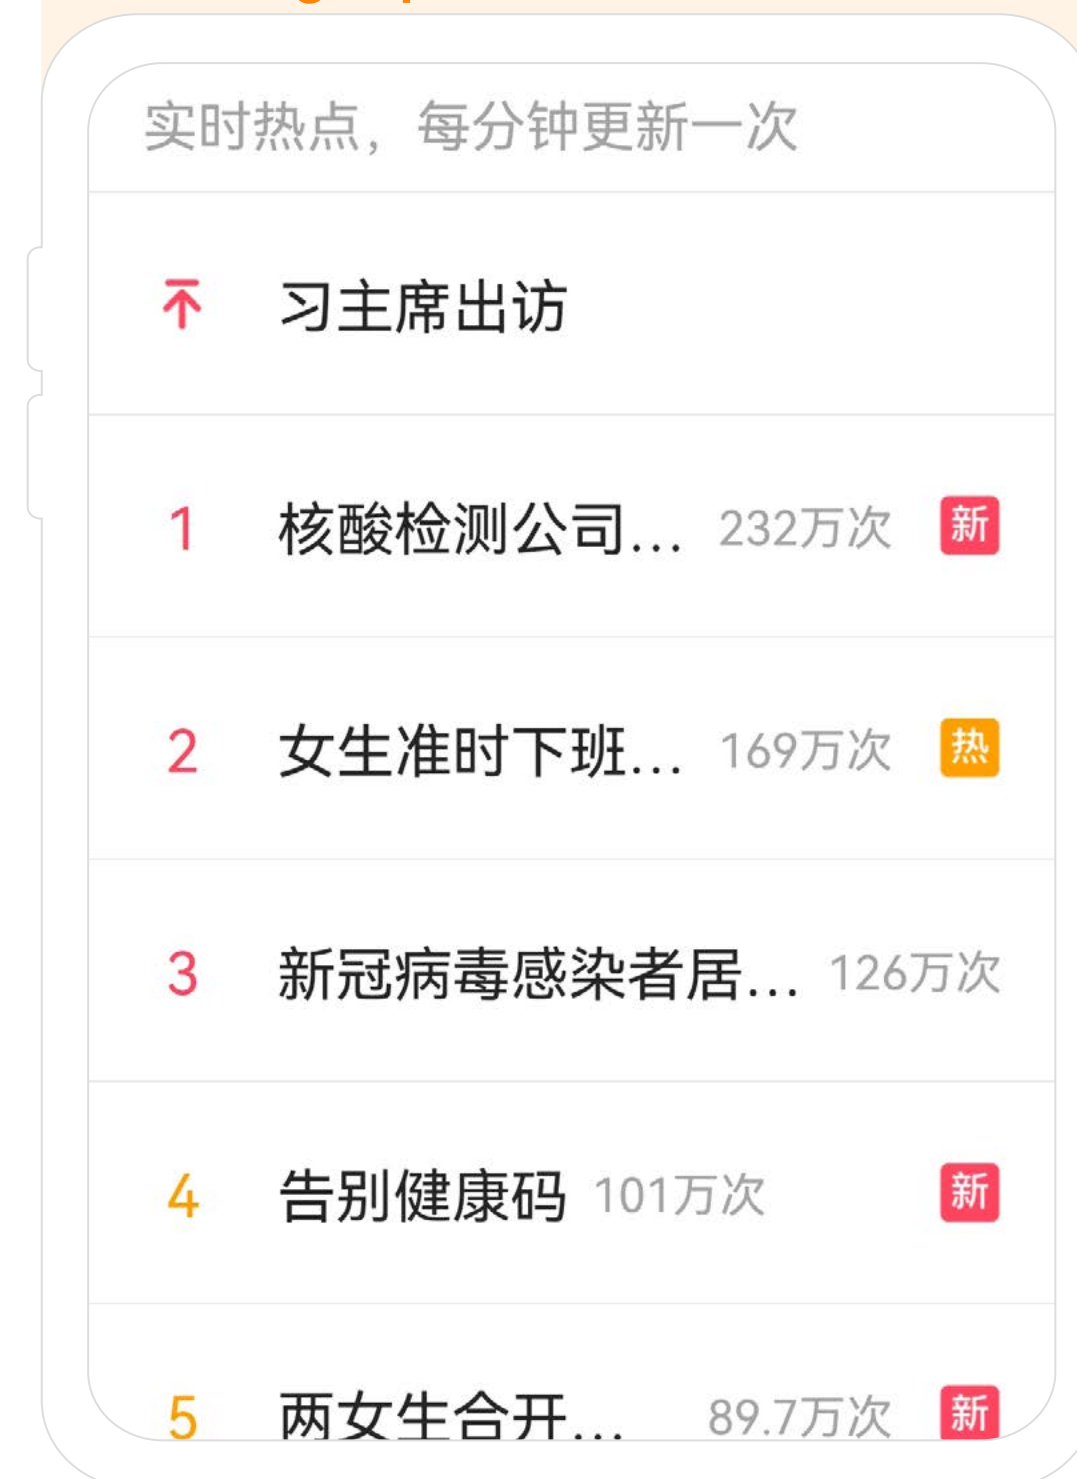 实时热点，每分钟更新一次
习主席出访
1 核酸检测公司... 232万次 新
2 女生准时下班... 169万次 热
3 新冠病毒感染者居... 126万次
4 告别健康码 101万次 新
5 两女生合开... 89.7万次 新